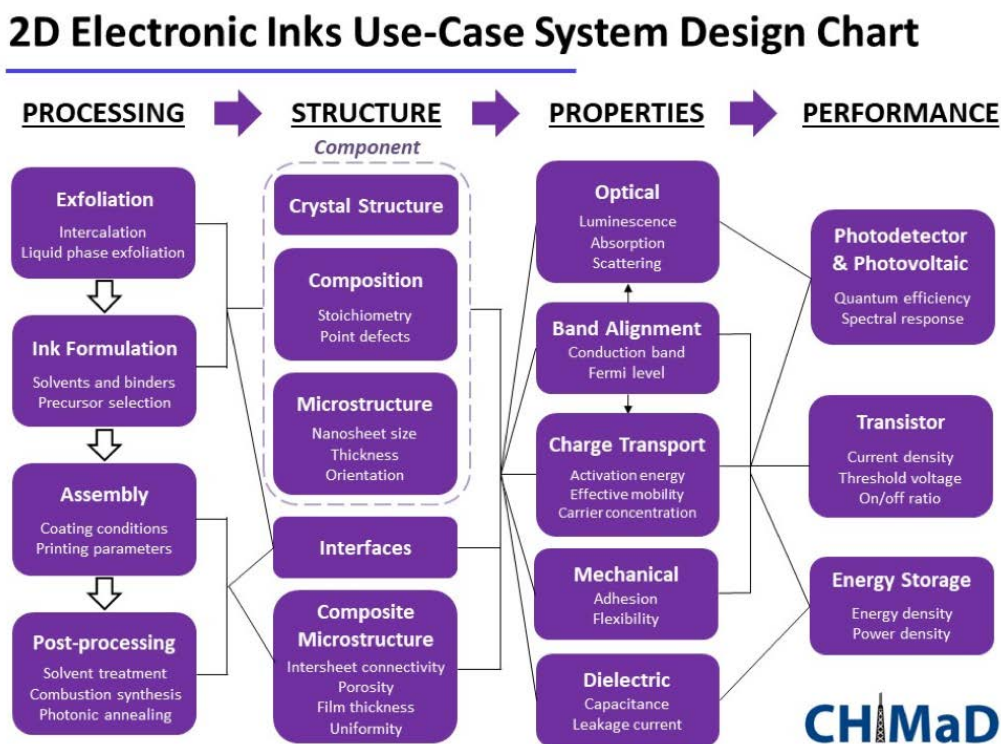 2D Electronic Inks Use-Case System Design Chart
PROCESSING
STRUCTURE
PROPERTIES
PERFORMANCE
Exfoliation
Intercalation
Liquid phase exfoliation
Ink Formulation
Solvents and binders
Precursor selection
Assembly
Coating conditions
Printing parameters
Post-processing
Solvent treatment
Combustion synthesis
Photonic annealing
Component
Crystal Structure
Composition
Stoichiometry
Point defects
Microstructure
Nanosheet size
Thickness
Orientation
Interfaces
Composite
Microstructure
Intersheet connectivity
Porosity
Film thickness
Uniformity
Optical
Luminescence
Absorption
Scattering
Band Alignment
Conduction band
Fermi level
Charge Transport
Activation energy
Effective mobility
Carrier concentration
Mechanical
Adhesion
Flexibility
Dielectric
Capacitance
Leakage current
Photodetector
& Photovoltaic
Quantum efficiency
Spectral response
Transistor
Current density
Threshold voltage
On/off ratio
Energy Storage
Energy density
Power density
CHiMaD